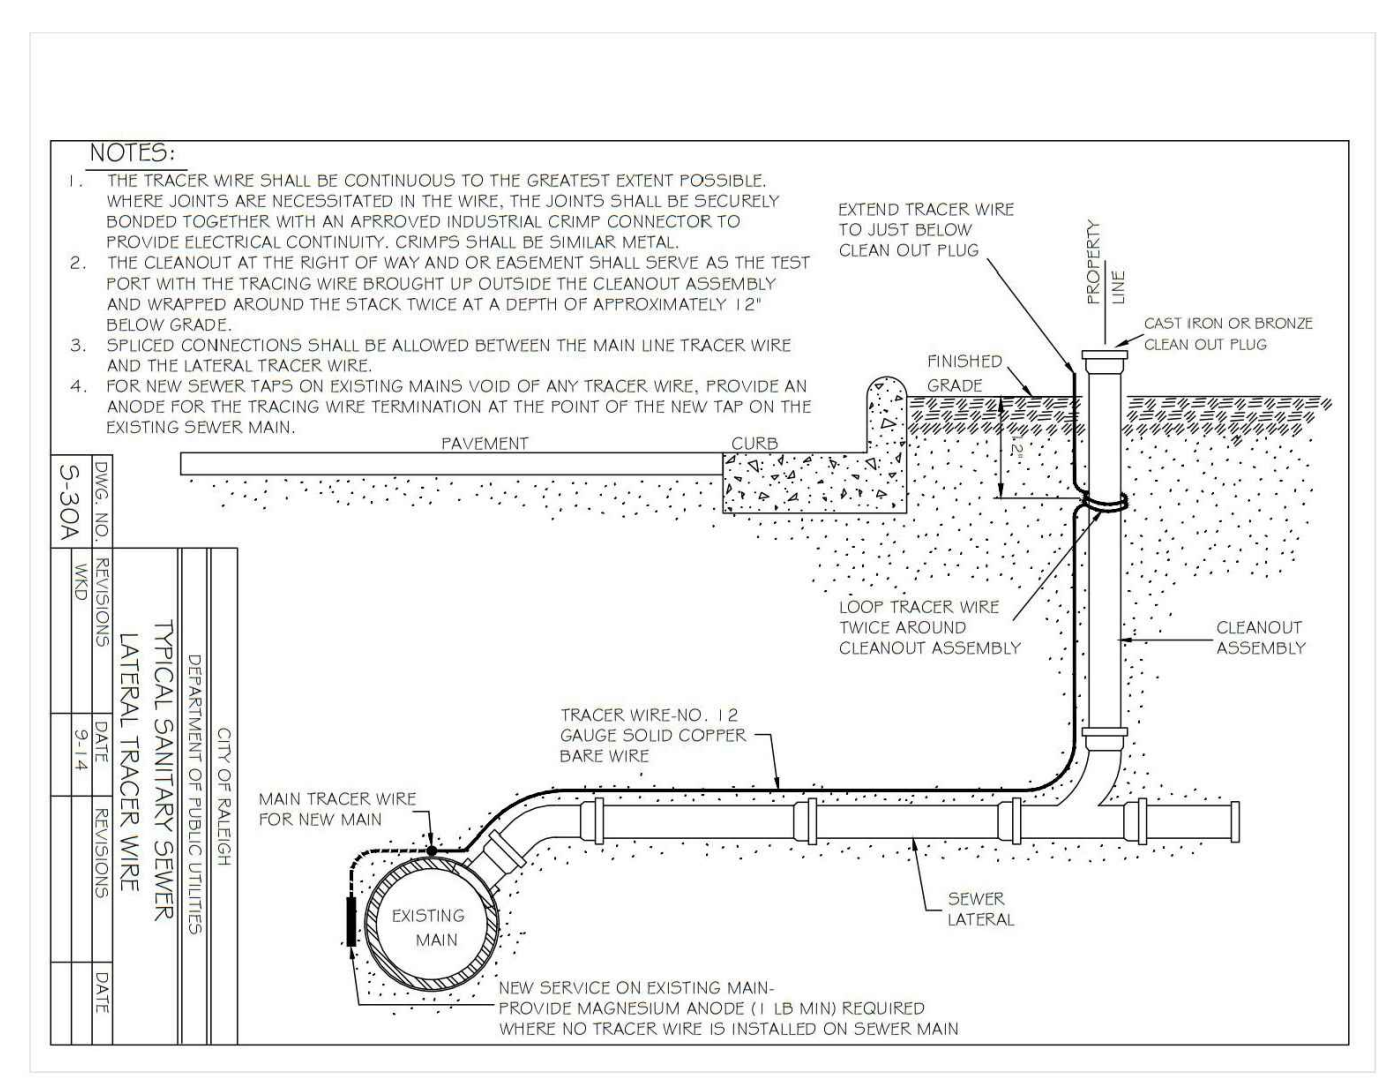 NOTES:
1. THE TRACER WIRE SHALL BE CONTINUOUS TO THE GREATEST EXTENT POSSIBLE.
WHERE JOINTS ARE NECESSITATED IN THE WIRE, THE JOINTS SHALL BE SECURELY
BONDED TOGETHER WITH AN APRROVED INDUSTRIAL CRIMP CONNECTOR TO
PROVIDE ELECTRICAL CONTINUITY. CRIMPS SHALL BE SIMILAR METAL.
2. THE CLEANOUT AT THE RIGHT OF WAY AND OR EASEMENT SHALL SERVE AS THE TEST
PORT WITH THE TRACING WIRE BROUGHT UP OUTSIDE THE CLEANOUT ASSEMBLY
AND WRAPPED AROUND THE STACK TWICE AT A DEPTH OF APPROXIMATELY 12"
BELOW GRADE.
3. SPLICED CONNECTIONS SHALL BE ALLOWED BETWEEN THE MAIN LINE TRACER WIRE
AND THE LATERAL TRACER WIRE.
4. FOR NEW SEWER TAPS ON EXISTING MAINS VOID OF ANY TRACER WIRE, PROVIDE AN
ANODE FOR THE TRACING WIRE TERMINATION AT THE POINT OF THE NEW TAP ON THE
EXISTING SEWER MAIN.
EXTEND TRACER WIRE
TO JUST BELOW
CLEAN OUT PLUG
PROPERTY
LINE
CAST IRON OR BRONZE
CLEAN OUT PLUG
FINISHED
GRADE
12"
PAVEMENT
CURB
LOOP TRACER WIRE
TWICE AROUND
CLEANOUT ASSEMBLY
CLEANOUT
ASSEMBLY
TRACER WIRE-NO. 12
GAUGE SOLID COPPER
BARE WIRE
MAIN TRACER WIRE
FOR NEW MAIN
EXISTING
MAIN
SEWER
LATERAL
NEW SERVICE ON EXISTING MAIN-
PROVIDE MAGNESIUM ANODE (1 LB MIN) REQUIRED
WHERE NO TRACER WIRE IS INSTALLED ON SEWER MAIN
CITY OF RALEIGH
DEPARTMENT OF PUBLIC UTILITIES
TYPICAL SANITARY SEWER
LATERAL TRACER WIRE
DWG. NO. REVISIONS DATE REVISIONS DATE
S-30A WKD 9-14